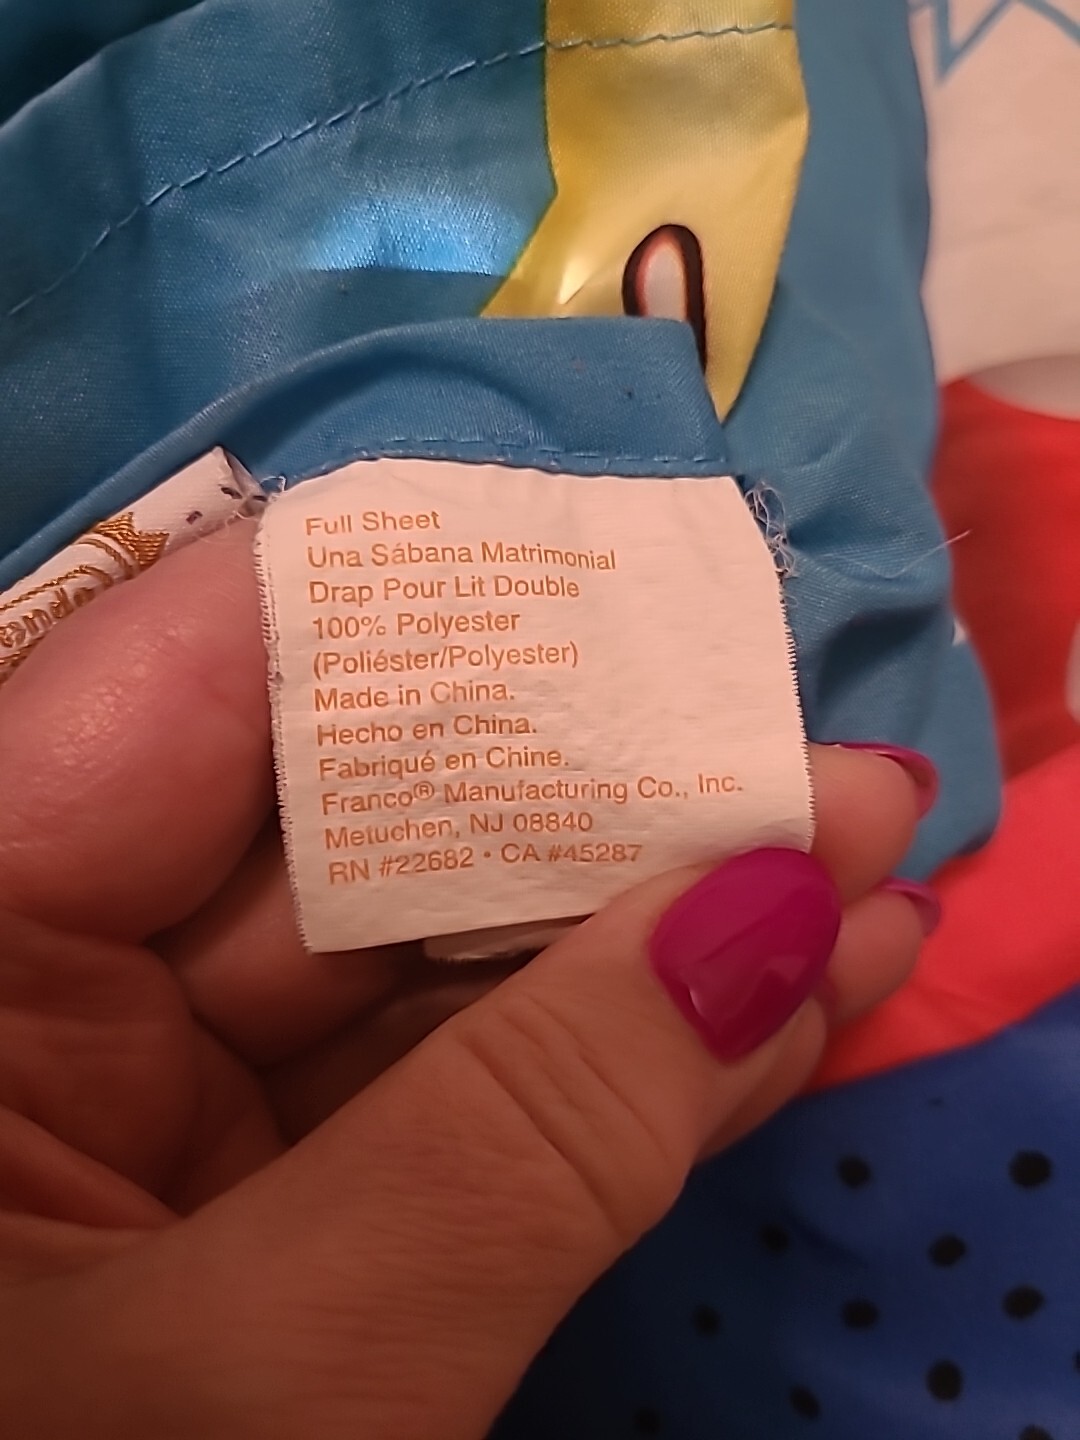 Full Sheet
Una Sábana Matrimonial
Drap Pour Lit Double
100% Polyester
(Poliéster/Polyester)
Made in China.
Hecho en China.
Fabriqué en Chine.
Franco® Manufacturing Co., Inc.
Metuchen, NJ 08840
RN #22682 • CA #45287